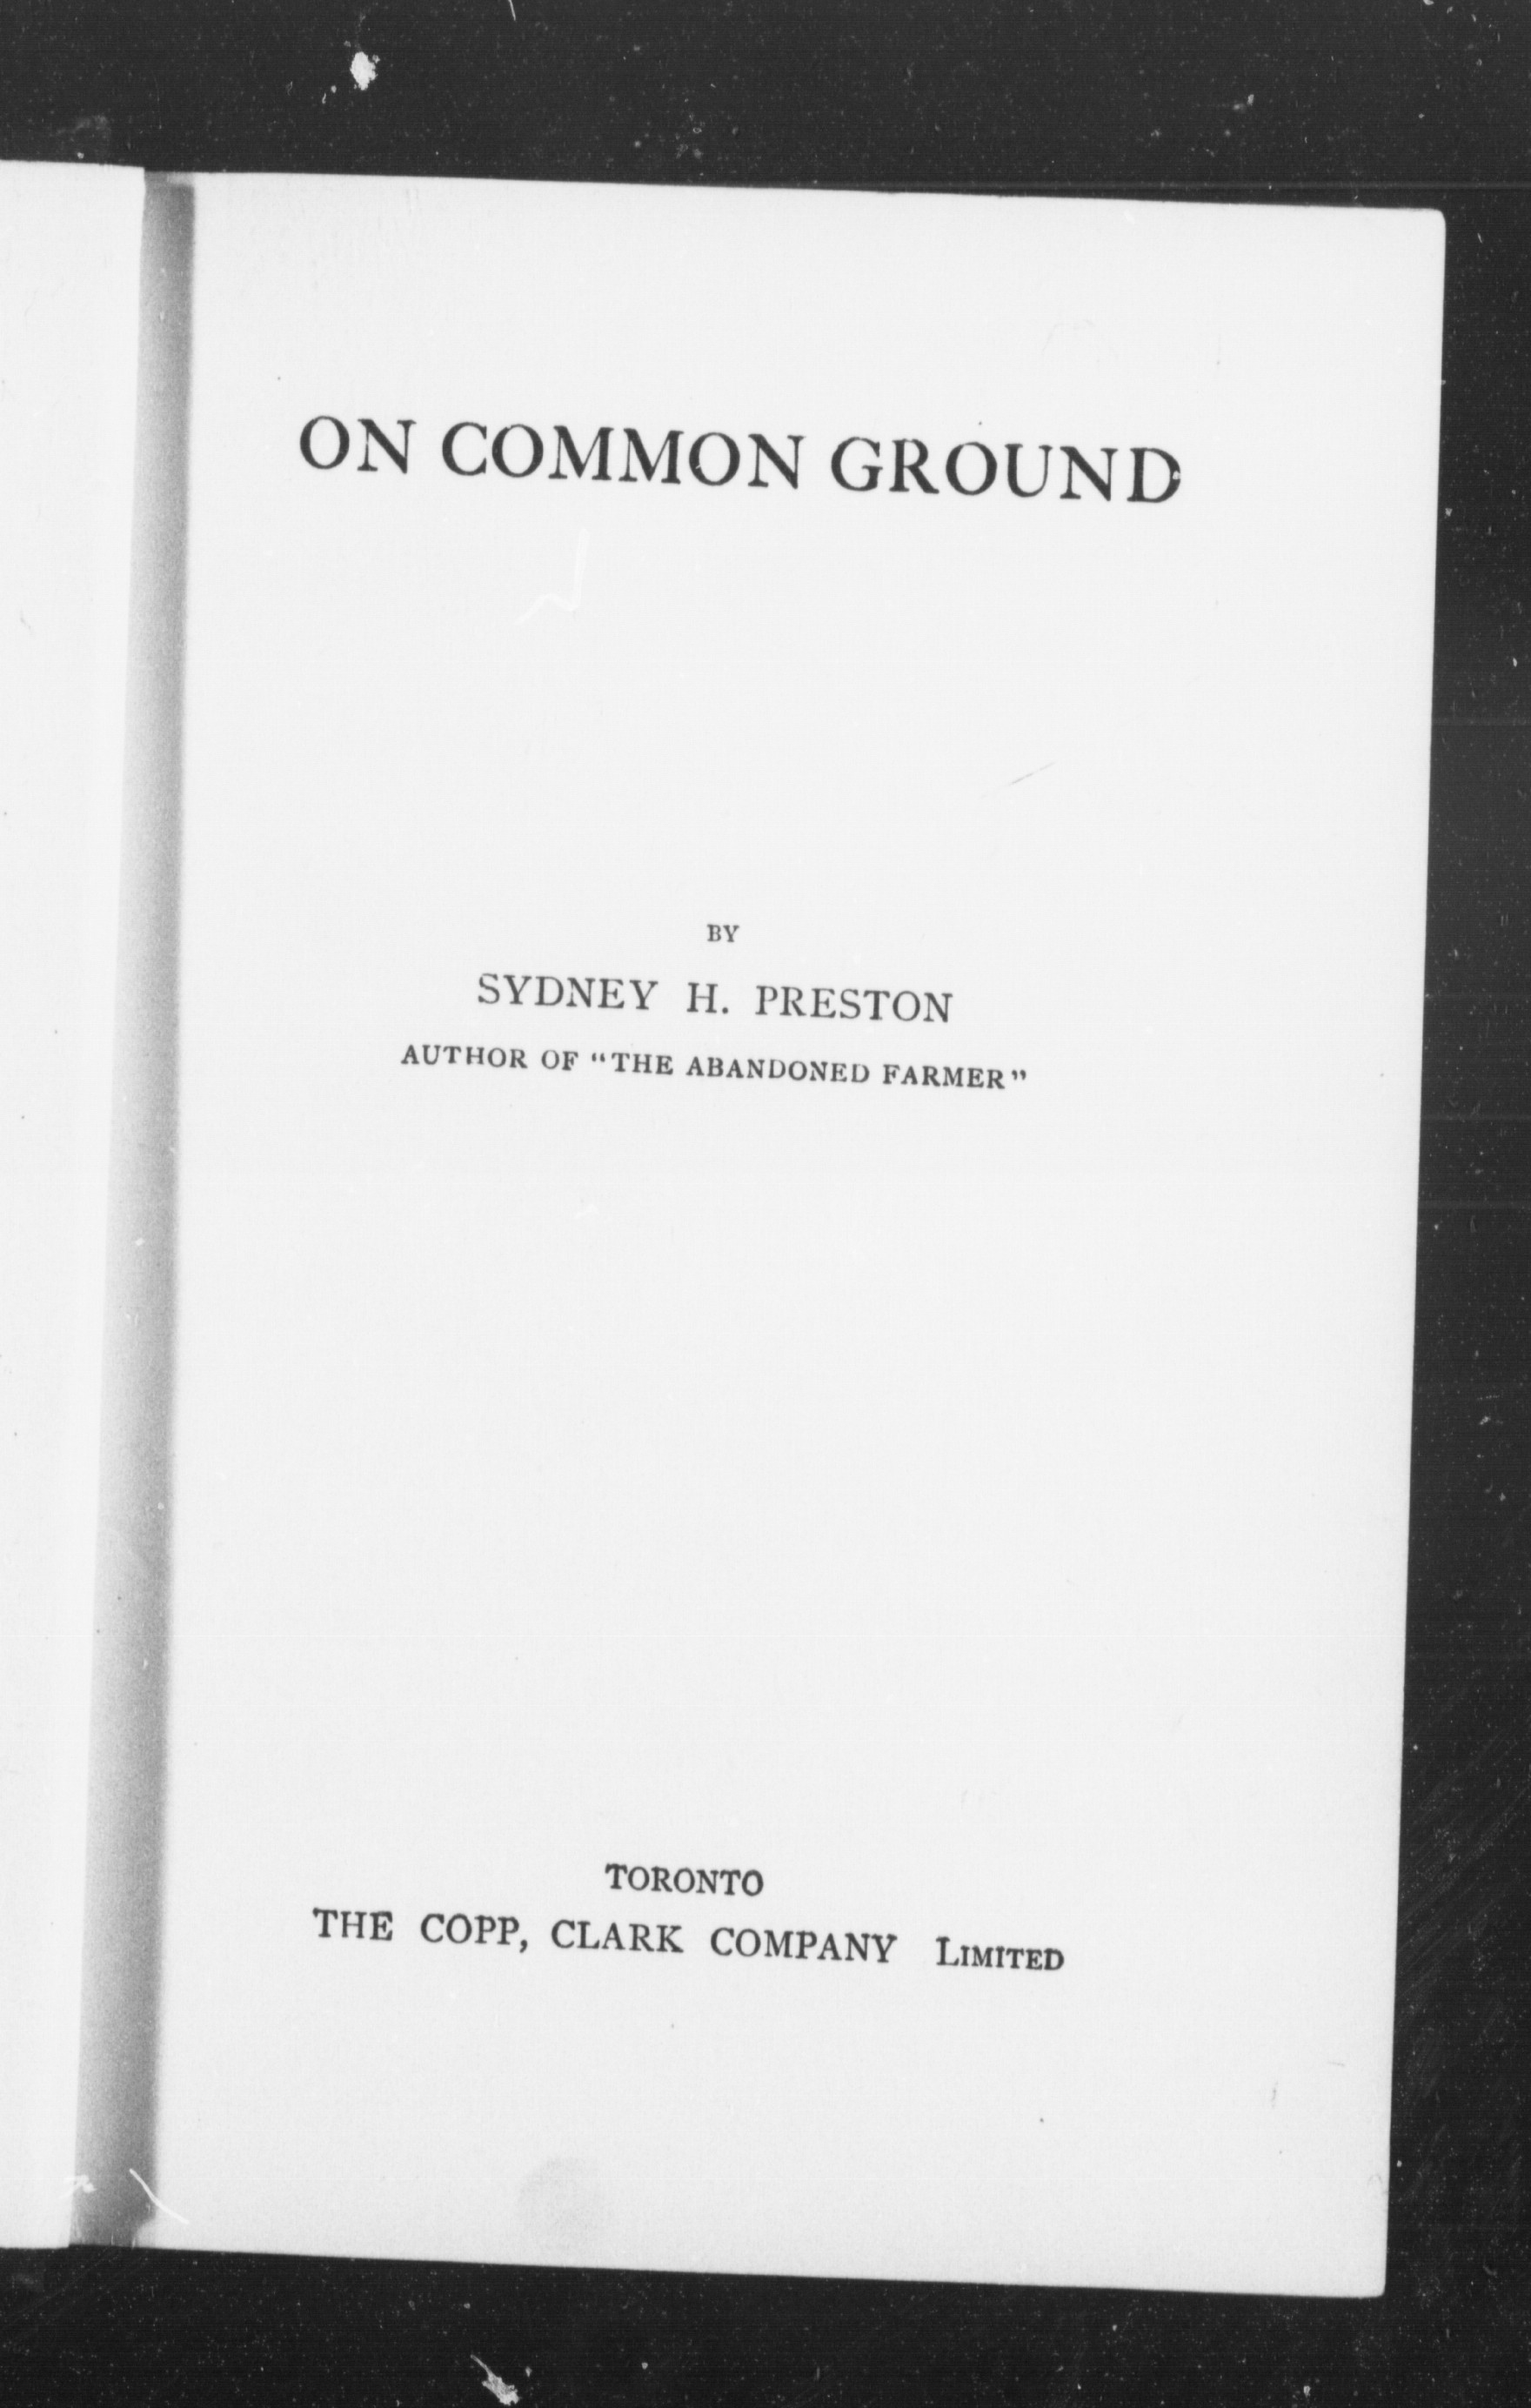 ON COMMON GROUND
BY
SYDNEY H. PRESTON
AUTHOR OF "THE ABANDONED FARMER"
TORONTO
THE COPP, CLARK COMPANY LIMITED